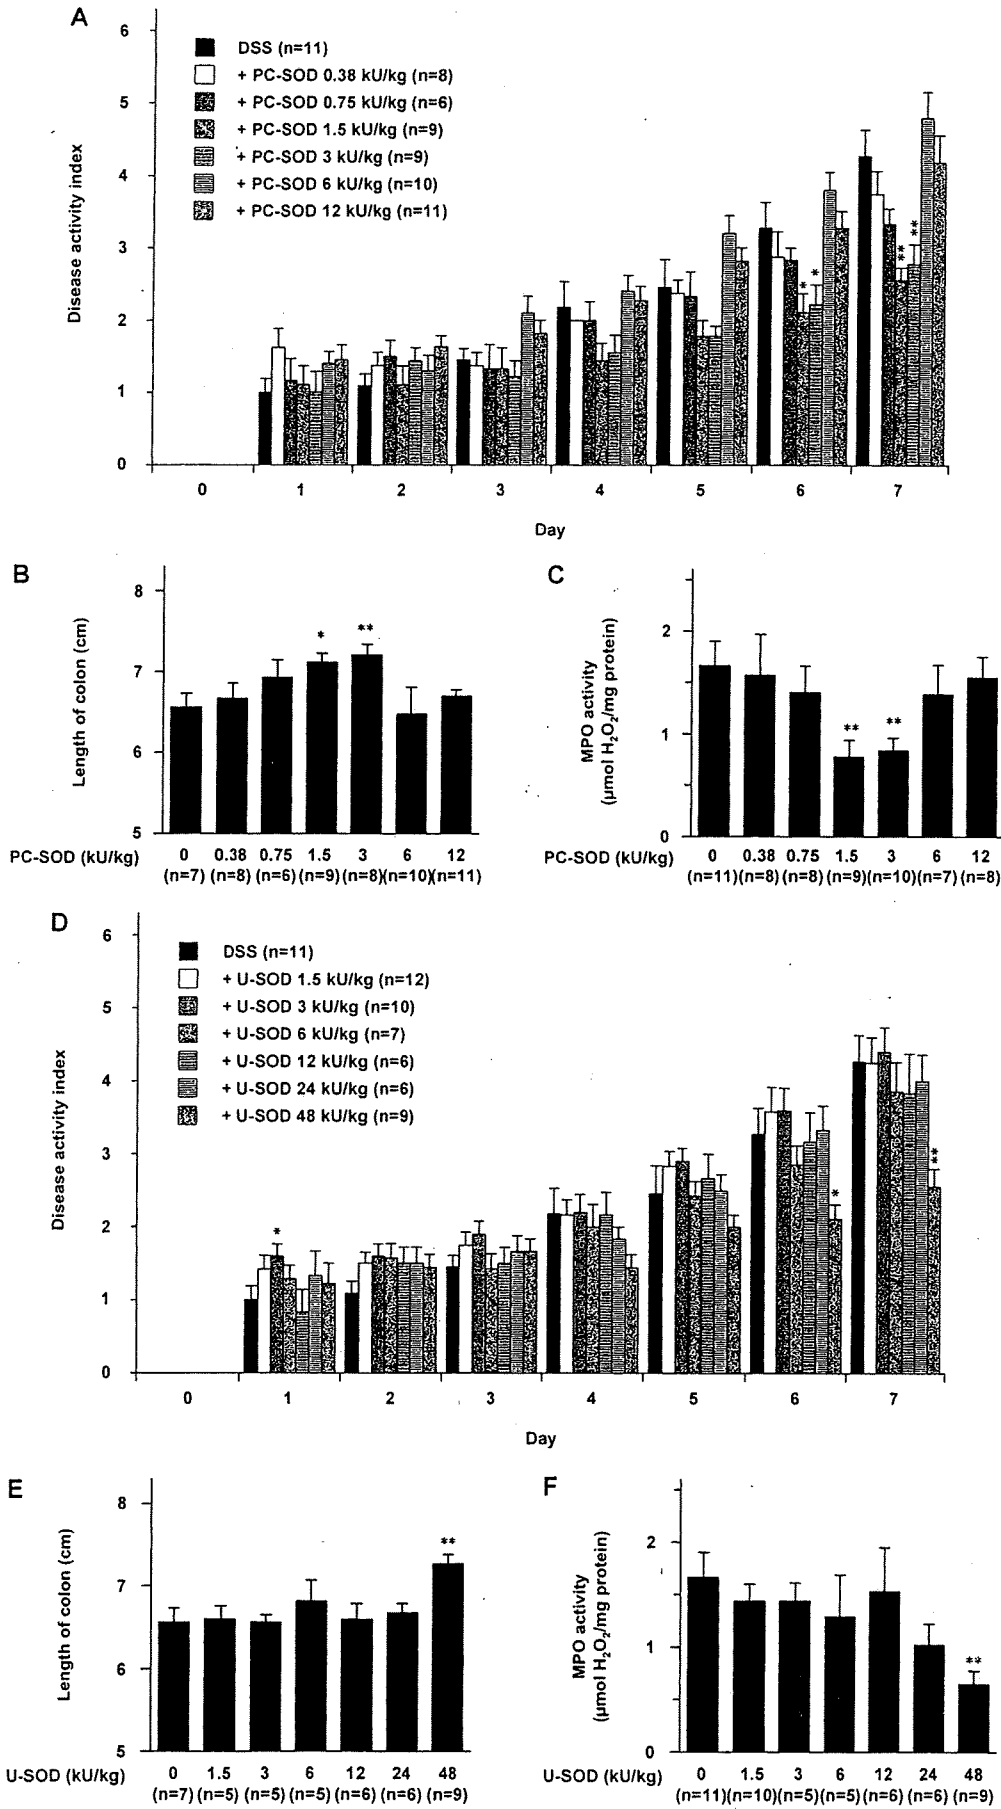 A
6
5
4
3
2
1
0
Disease activity index
DSS (n=11)
+ PC-SOD 0.38 kU/kg (n=8)
+ PC-SOD 0.75 kU/kg (n=6)
+ PC-SOD 1.5 kU/kg (n=9)
+ PC-SOD 3 kU/kg (n=9)
+ PC-SOD 6 kU/kg (n=10)
+ PC-SOD 12 kU/kg (n=11)
* *
** **
0 1 2 3 4 5 6 7
Day
B
8
7
6
5
Length of colon (cm)
* **
PC-SOD (kU/kg) 0 0.38 0.75 1.5 3 6 12
(n=7) (n=8) (n=6) (n=9) (n=8)(n=10)(n=11)
C
2
1
0
MPO activity
(μmol H₂O₂/mg protein)
** **
PC-SOD (kU/kg) 0 0.38 0.75 1.5 3 6 12
(n=11)(n=8) (n=8) (n=9)(n=10)(n=7) (n=8)
D
6
5
4
3
2
1
0
Disease activity index
DSS (n=11)
+ U-SOD 1.5 kU/kg (n=12)
+ U-SOD 3 kU/kg (n=10)
+ U-SOD 6 kU/kg (n=7)
+ U-SOD 12 kU/kg (n=6)
+ U-SOD 24 kU/kg (n=6)
+ U-SOD 48 kU/kg (n=9)
*
*
**
0 1 2 3 4 5 6 7
Day
E
8
7
6
5
Length of colon (cm)
**
U-SOD (kU/kg) 0 1.5 3 6 12 24 48
(n=7) (n=5) (n=5) (n=5) (n=6) (n=6) (n=9)
F
2
1
0
MPO activity
(μmol H₂O₂/mg protein)
**
U-SOD (kU/kg) 0 1.5 3 6 12 24 48
(n=11)(n=10)(n=5) (n=5) (n=6) (n=6) (n=9)